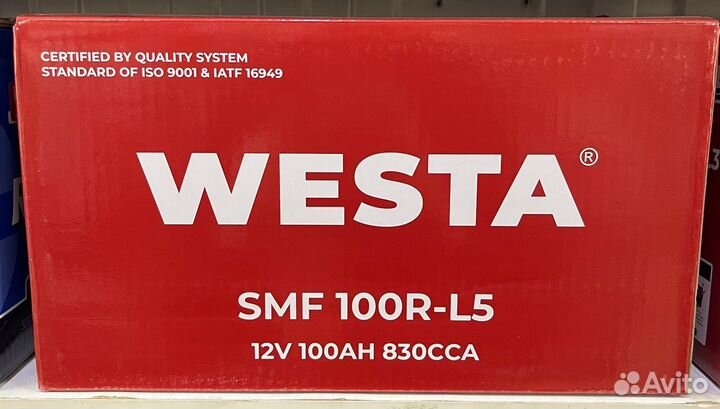 CERTIFIED BY QUALITY SYSTEM
STANDARD OF ISO 9001 & IATF 16949
WESTA®
SMF 100R-L5
12V 100AH 830CCA
Avito